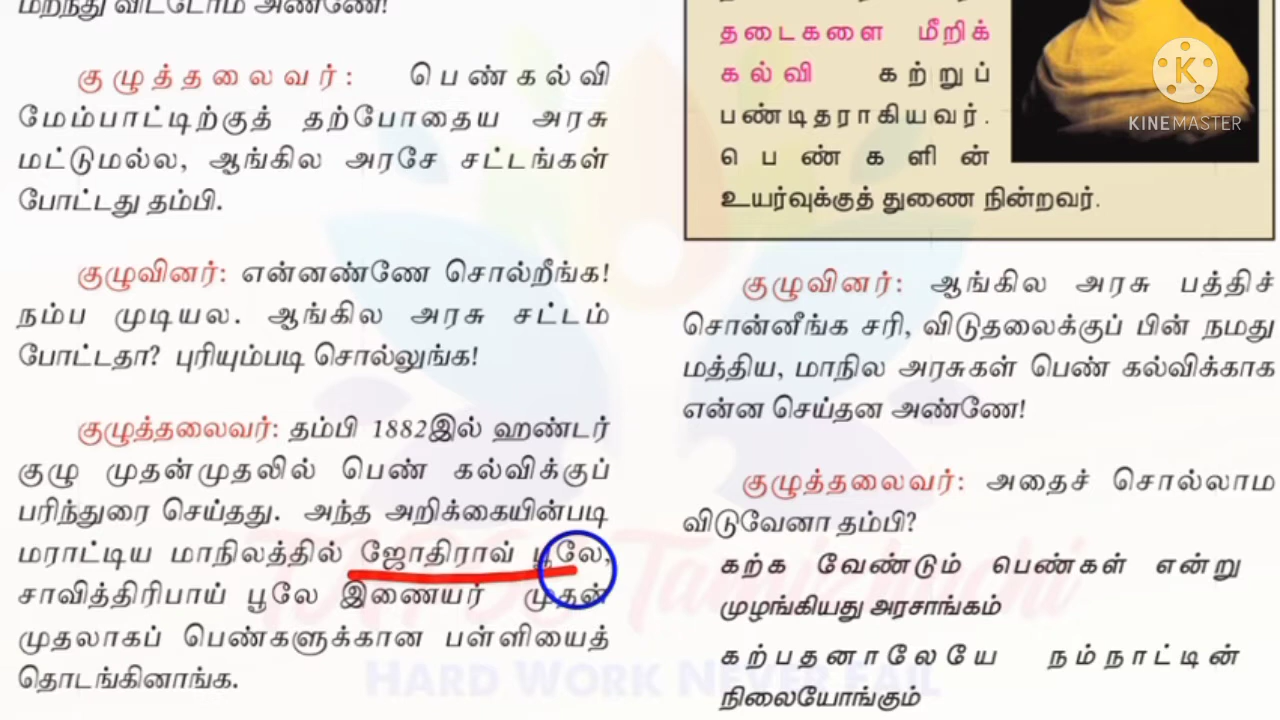 மறந்து விட்டோம் அண்ணே!
குழுத்தலைவர்: பெண்கல்வி
மேம்பாட்டிற்குத் தற்போதைய அரசு
மட்டுமல்ல, ஆங்கில அரசே சட்டங்கள்
போட்டது தம்பி.
குழுவினர்: என்னண்ணே சொல்றீங்க!
நம்ப முடியல. ஆங்கில அரசு சட்டம்
போட்டதா? புரியும்படி சொல்லுங்க!
குழுத்தலைவர்: தம்பி 1882இல் ஹண்டர்
குழு முதன்முதலில் பெண் கல்விக்குப்
பரிந்துரை செய்தது. அந்த அறிக்கையின்படி
மராட்டிய மாநிலத்தில் ஜோதிராவ் பூலே,
சாவித்திரிபாய் பூலே இணையர் முதன்
முதலாகப் பெண்களுக்கான பள்ளியைத்
தொடங்கினாங்க.
தடைகளை மீறிக்
கல்வி கற்றுப்
பண்டிதராகியவர்.
பெண்களின்
உயர்வுக்குத் துணை நின்றவர்.
குழுவினர்: ஆங்கில அரசு பத்திச்
சொன்னீங்க சரி, விடுதலைக்குப் பின் நமது
மத்திய, மாநில அரசுகள் பெண் கல்விக்காக
என்ன செய்தன அண்ணே!
குழுத்தலைவர்: அதைச் சொல்லாம
விடுவேனா தம்பி?
கற்க வேண்டும் பெண்கள் என்று
முழங்கியது அரசாங்கம்
கற்பதனாலேயே நம்நாட்டின்
நிலையோங்கும்
K
KINEMASTER
Tamizhachi
HARD WORK NEVER FAIL